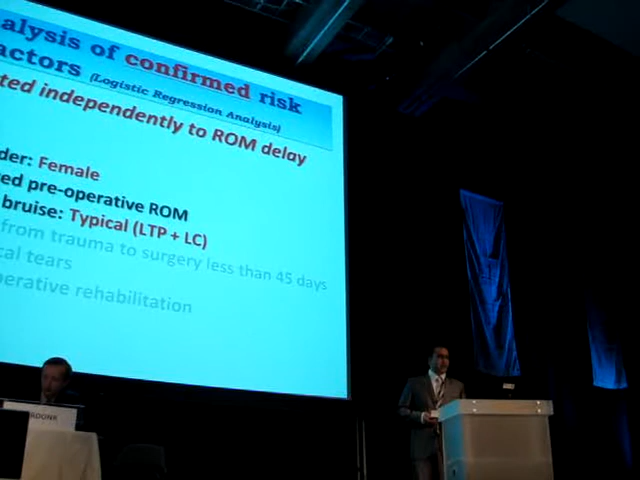 alysis of confirmed risk
actors (Logistic Regression Analysis)
ted independently to ROM delay
der: Female
ed pre-operative ROM
bruise: Typical (LTP + LC)
from trauma to surgery less than 45 days
cal tears
perative rehabilitation